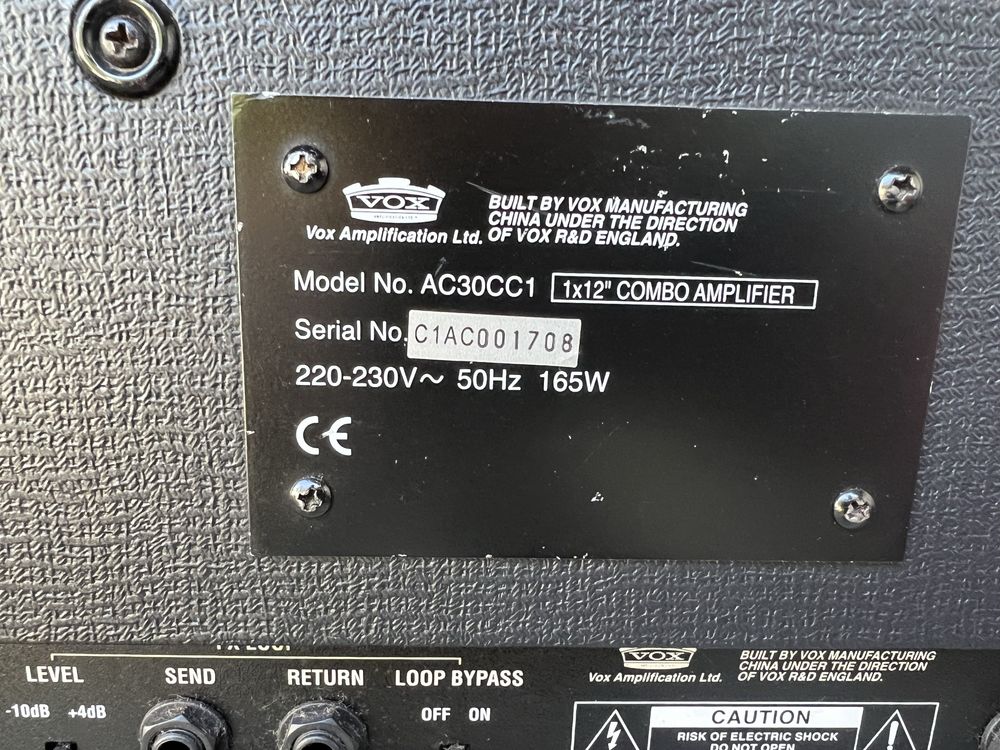 VOX
Vox Amplification Ltd.
BUILT BY VOX MANUFACTURING
CHINA UNDER THE DIRECTION
OF VOX R&D ENGLAND.
Model No. AC30CC1 1x12" COMBO AMPLIFIER
Serial No. C1AC001708
220-230V~ 50Hz 165W
CE
LEVEL SEND RETURN LOOP BYPASS
-10dB +4dB OFF ON
VOX
Vox Amplification Ltd.
BUILT BY VOX MANUFACTURING
CHINA UNDER THE DIRECTION
OF VOX R&D ENGLAND.
CAUTION
RISK OF ELECTRIC SHOCK
DO NOT OPEN